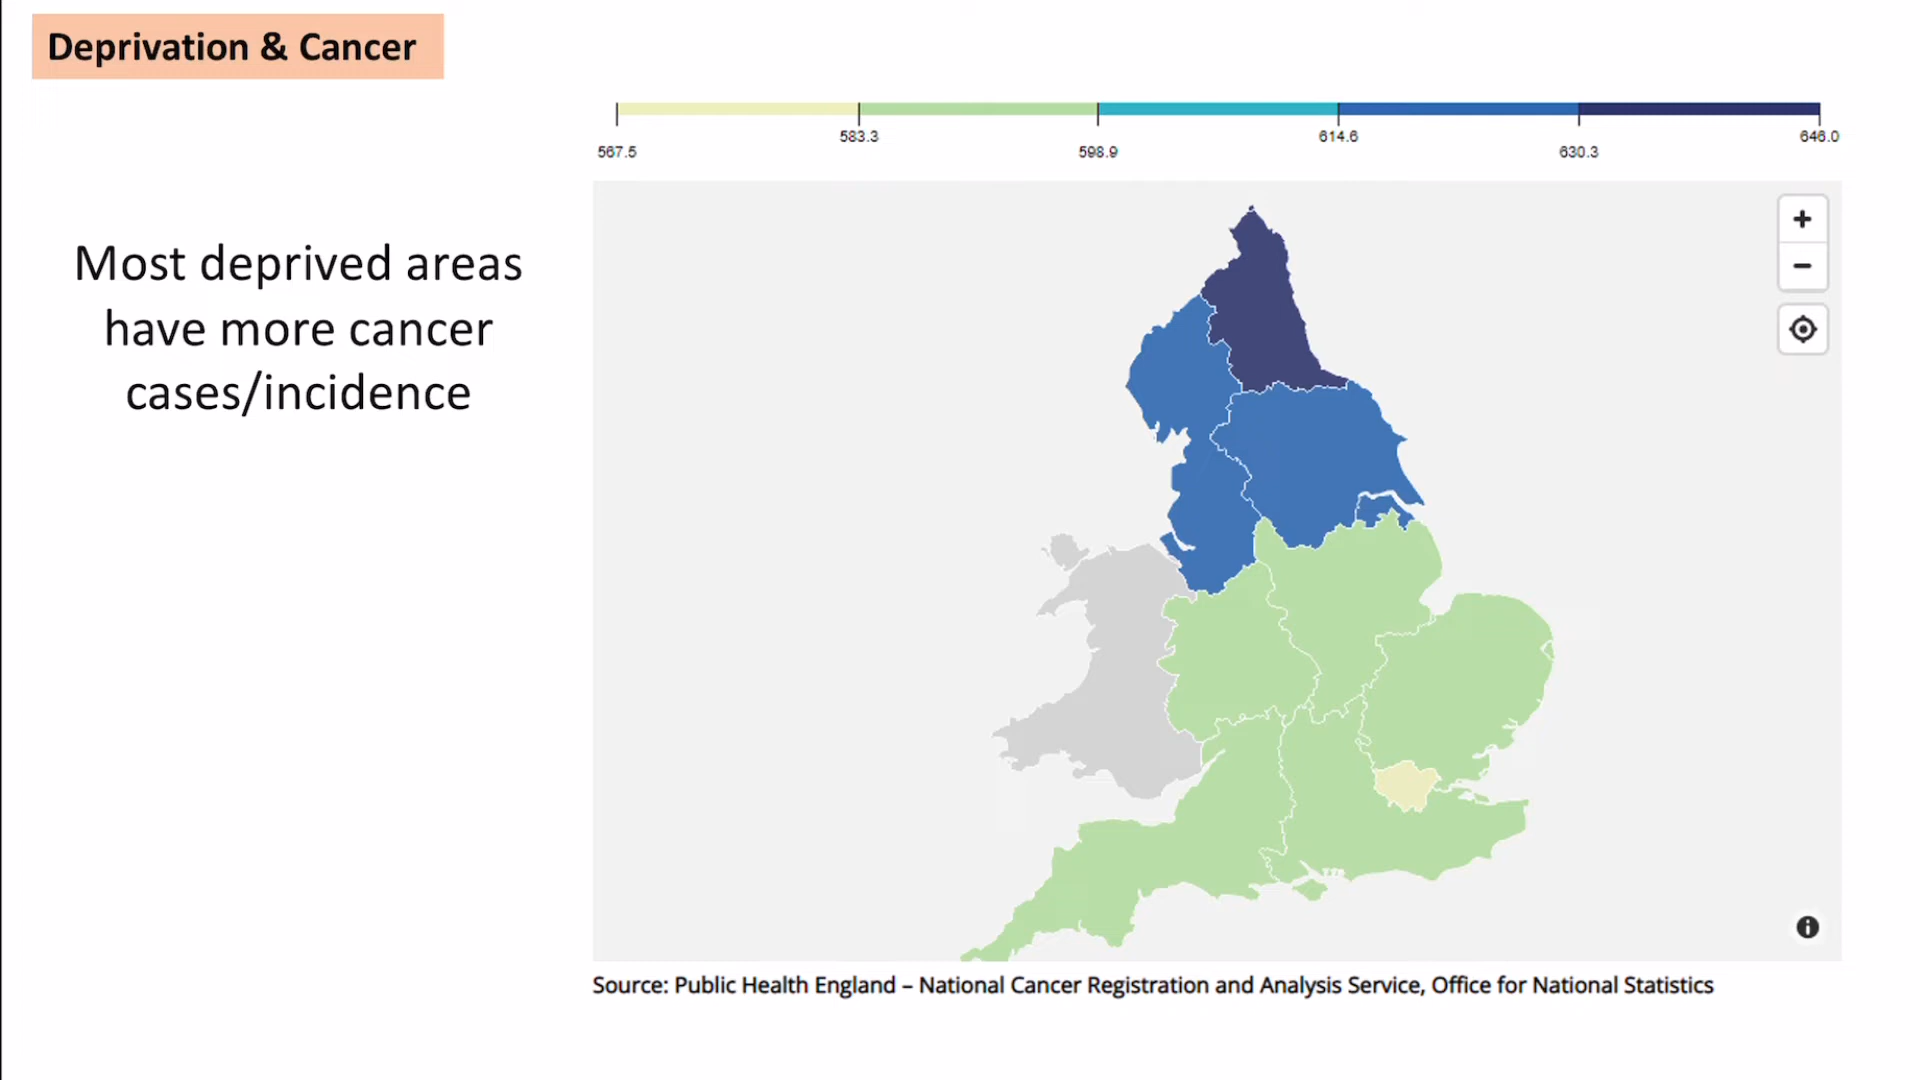 Deprivation & Cancer
567.5
583.3
598.9
614.6
630.3
646.0
Most deprived areas
have more cancer
cases/incidence
+
−
i
Source: Public Health England – National Cancer Registration and Analysis Service, Office for National Statistics